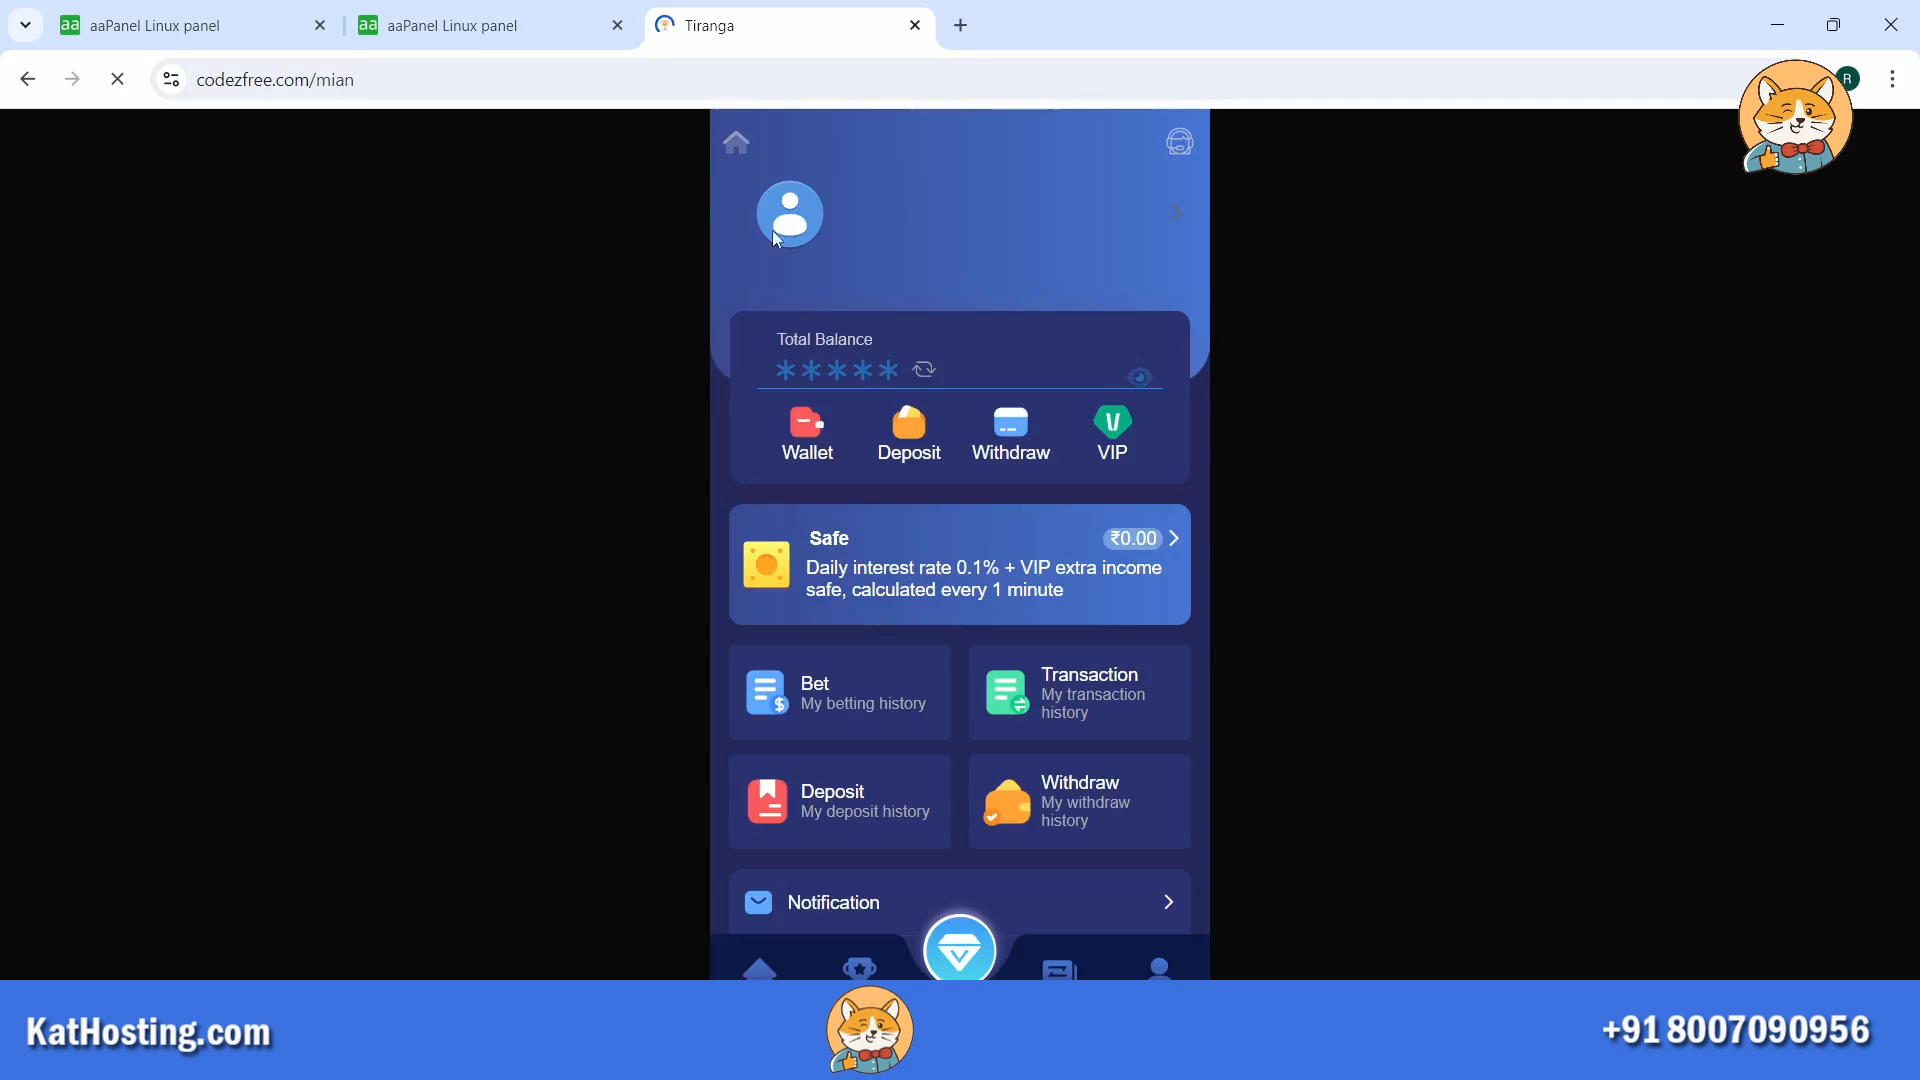 aa aaPanel Linux panel
aa aaPanel Linux panel
Tiranga
codezfree.com/mian
R
Total Balance
*****
Wallet
Deposit
Withdraw
VIP
Safe
₹0.00
Daily interest rate 0.1% + VIP extra income
safe, calculated every 1 minute
Bet
My betting history
Transaction
My transaction
history
Deposit
My deposit history
Withdraw
My withdraw
history
Notification
KatHosting.com
+91 8007090956